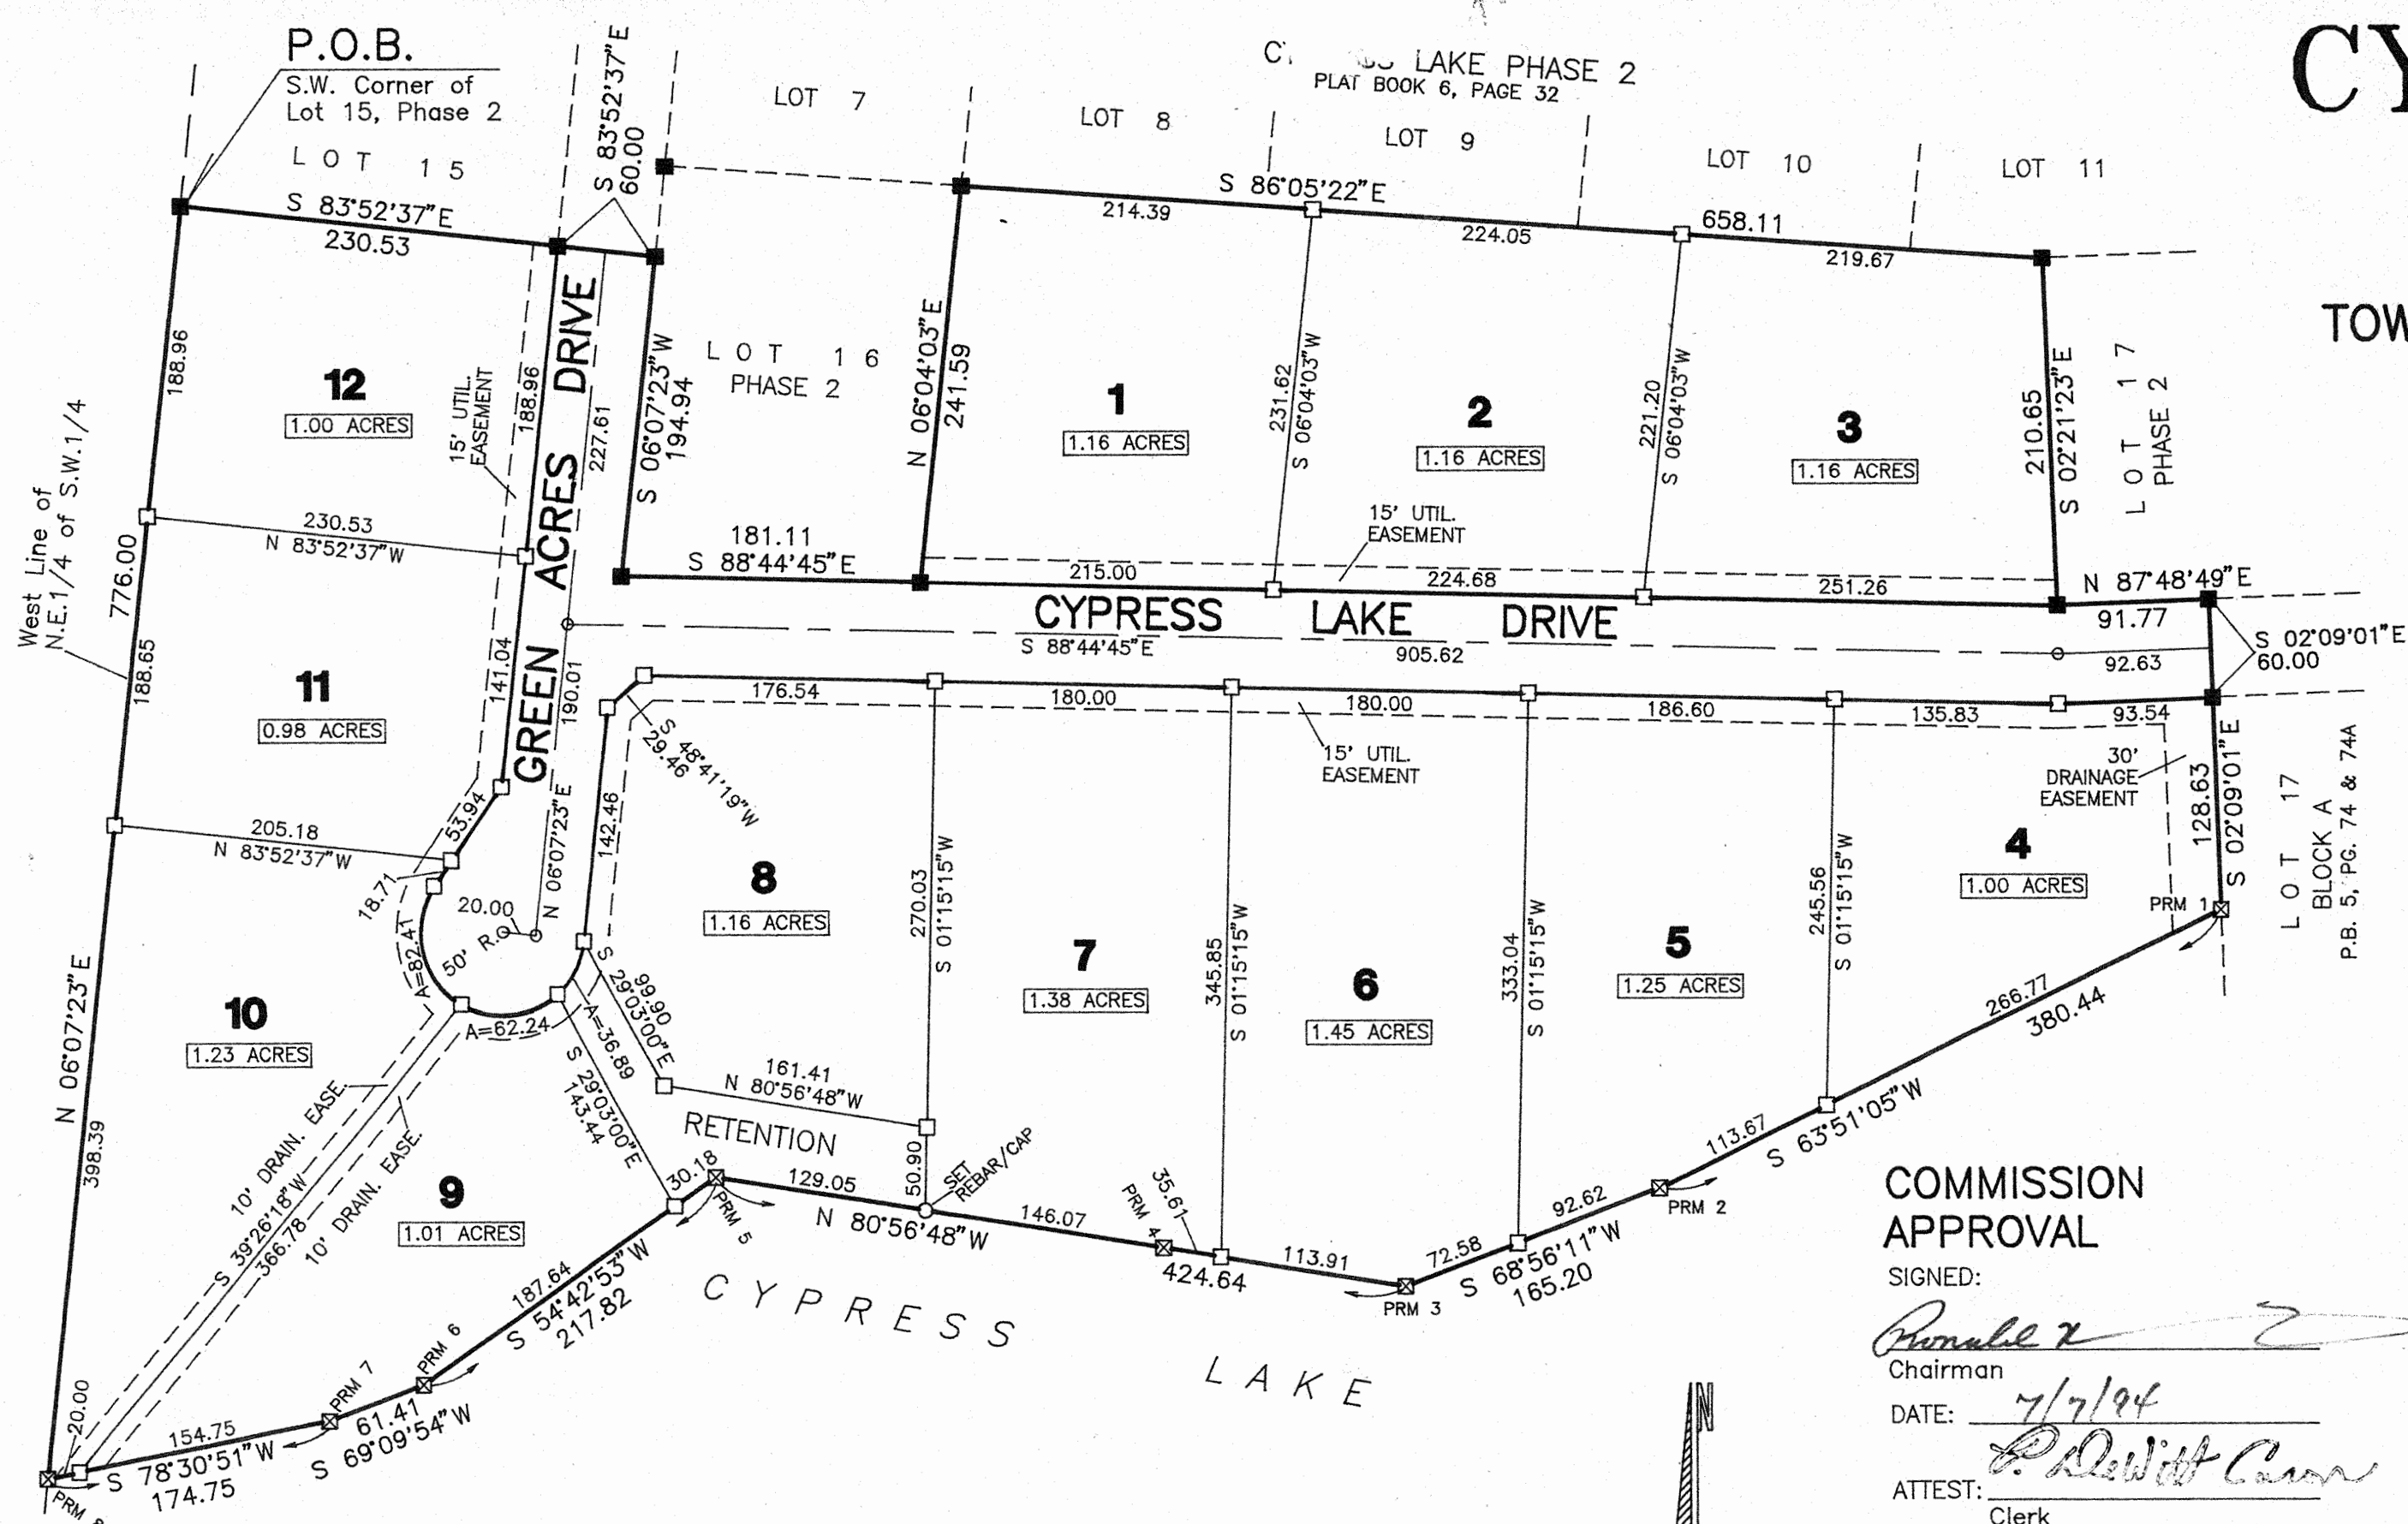 P.O.B.
S.W. Corner of
Lot 15, Phase 2
LOT 15
S 83°52'37"E
230.53
S 83°52'37"E
60.00
LOT 7
LAKE PHASE 2
PLAT BOOK 6, PAGE 32
LOT 8
LOT 9
LOT 10
LOT 11
CY
TOW
S 86°05'22"E
658.11
214.39
224.05
219.67
188.96
12
1.00 ACRES
15' UTIL.
EASEMENT
188.96
GREEN ACRES DRIVE
227.61
S 06°07'23"W
194.94
LOT 16
PHASE 2
N 06°04'03"E
241.59
1
1.16 ACRES
231.62
S 06°04'03"W
2
1.16 ACRES
221.20
S 06°04'03"W
3
1.16 ACRES
210.65
S 02°21'23"E
LOT 17
PHASE 2
West Line of
N.E.1/4 of S.W.1/4
776.00
230.53
N 83°52'37"W
181.11
S 88°44'45"E
15' UTIL.
EASEMENT
215.00
224.68
251.26
N 87°48'49"E
91.77
CYPRESS LAKE DRIVE
S 88°44'45"E
905.62
92.63
S 02°09'01"E
60.00
188.65
11
0.98 ACRES
141.04
190.01
N 06°07'23"E
53.94
205.18
N 83°52'37"W
18.71
176.54
180.00
180.00
186.60
135.83
93.54
S 48°41'19"W
29.46
142.46
15' UTIL.
EASEMENT
30'
DRAINAGE
EASEMENT
128.63
S 02°09'01"E
LOT 17
BLOCK A
P.B. 5, PG. 74 & 74A
8
1.16 ACRES
270.03
S 01°15'15"W
7
1.38 ACRES
345.85
S 01°15'15"W
6
1.45 ACRES
333.04
S 01°15'15"W
5
1.25 ACRES
245.56
S 01°15'15"W
4
1.00 ACRES
PRM 1
20.00
50' R.
A=82.41
A=62.24
A=36.89
S 29°03'00"E
99.90
S 29°03'00"E
143.44
161.41
N 80°56'48"W
RETENTION
50.90
SET
REBAR/CAP
10
1.23 ACRES
N 06°07'23"E
398.39
10' DRAIN. EASE.
S 39°26'18"W
366.78
10' DRAIN. EASE.
9
1.01 ACRES
30.18
PRM 5
129.05
N 80°56'48"W
146.07
PRM 4
35.61
424.64
113.91
PRM 3
72.58
92.62
S 68°56'11"W
165.20
PRM 2
113.67
S 63°51'05"W
266.77
380.44
187.64
S 54°42'53"W
217.82
PRM 6
PRM 7
61.41
S 69°09'54"W
20.00
154.75
S 78°30'51"W
174.75
PRM
CYPRESS
LAKE
N
COMMISSION
APPROVAL
SIGNED:
Chairman
DATE: 7/7/94
ATTEST:
Clerk